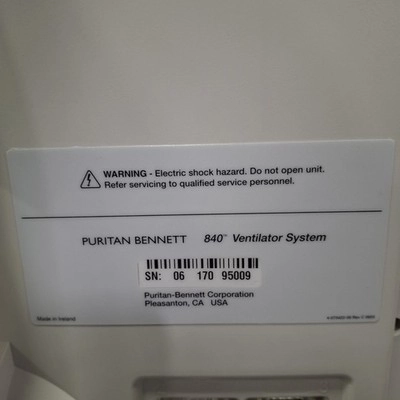 WARNING - Electric shock hazard. Do not open unit.
Refer servicing to qualified service personnel.
PURITAN BENNETT 840™ Ventilator System
SN: 06 170 95009
Puritan-Bennett Corporation
Pleasanton, CA USA
Made in Ireland